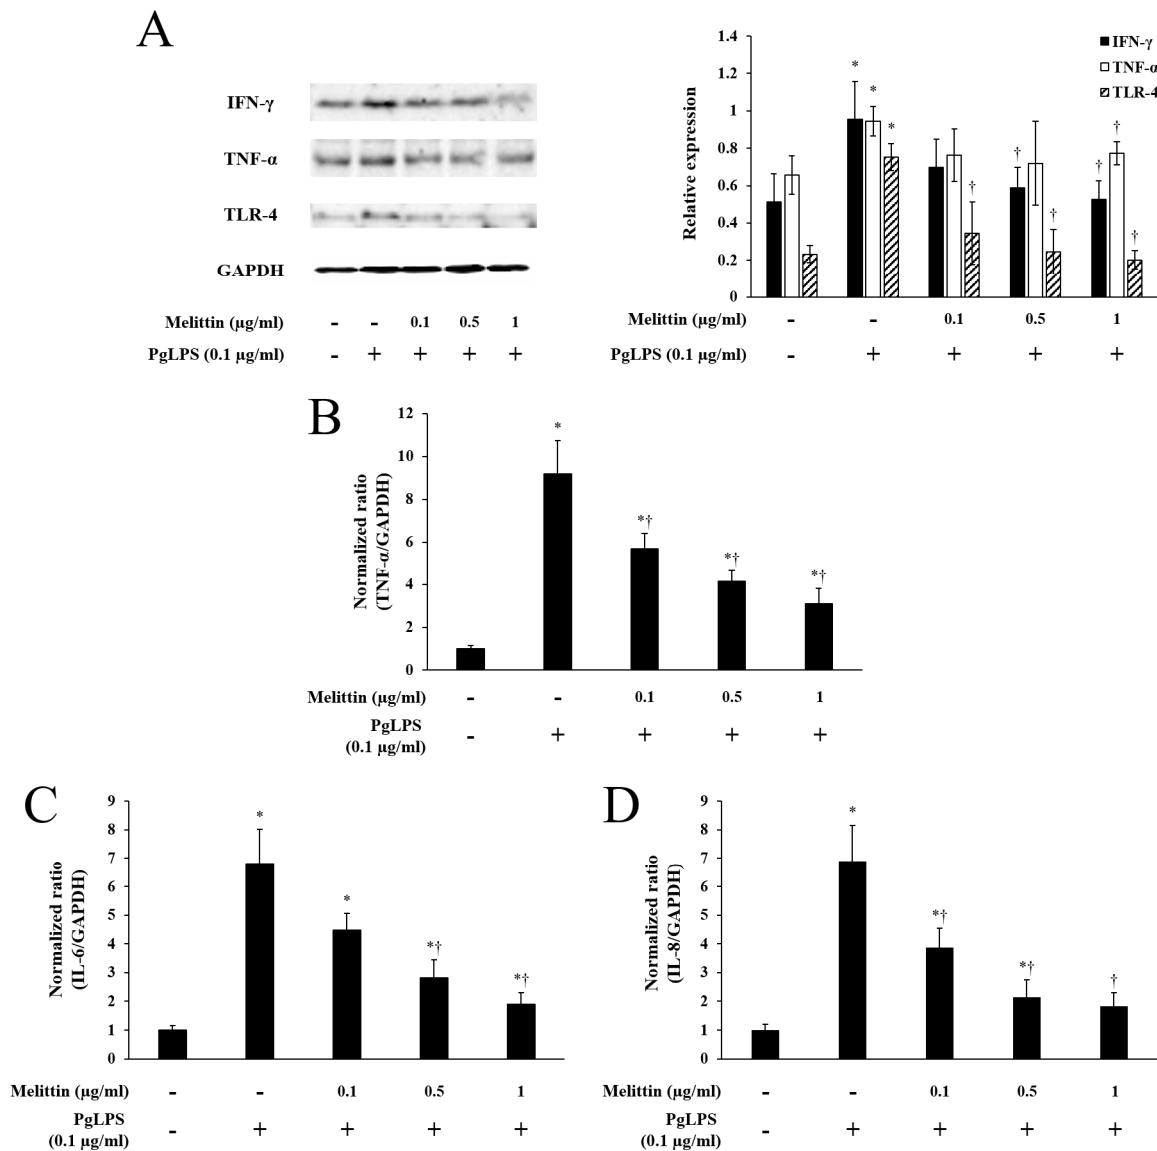 A
IFN-γ
TNF-α
TLR-4
GAPDH
Melittin (μg/ml) - - 0.1 0.5 1
PgLPS (0.1 μg/ml) - + + + +
1.4
1.2
1
0.8
0.6
0.4
0.2
0
Relative expression
IFN-γ
TNF-α
TLR-4
* * *
†
† †
† † †
Melittin (μg/ml) - - 0.1 0.5 1
PgLPS (0.1 μg/ml) - + + + +
B
12
10
8
6
4
2
0
Normalized ratio
(TNF-α/GAPDH)
*
*†
*†
*†
Melittin (μg/ml) - - 0.1 0.5 1
PgLPS
(0.1 μg/ml) - + + + +
C
9
8
7
6
5
4
3
2
1
0
Normalized ratio
(IL-6/GAPDH)
*
*
*†
*†
Melittin (μg/ml) - - 0.1 0.5 1
PgLPS
(0.1 μg/ml) - + + + +
D
9
8
7
6
5
4
3
2
1
0
Normalized ratio
(IL-8/GAPDH)
*
*†
*†
†
Melittin (μg/ml) - - 0.1 0.5 1
PgLPS
(0.1 μg/ml) - + + + +